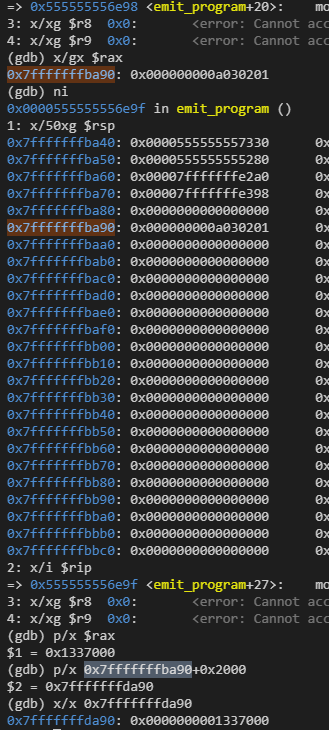 => 0x555555556e98 <emit_program+20>: mo
3: x/xg $r8 0x0: <error: Cannot acc
4: x/xg $r9 0x0: <error: Cannot acc
(gdb) x/gx $rax
0x7fffffffba90: 0x000000000a030201
(gdb) ni
0x0000555555556e9f in emit_program ()
1: x/50xg $rsp
0x7fffffffba40: 0x0000555555557330 0x
0x7fffffffba50: 0x0000555555555280 0x
0x7fffffffba60: 0x00007fffffffe2a0 0x
0x7fffffffba70: 0x00007fffffffe398 0x
0x7fffffffba80: 0x0000000000000000 0x
0x7fffffffba90: 0x000000000a030201 0x
0x7fffffffbaa0: 0x0000000000000000 0x
0x7fffffffbab0: 0x0000000000000000 0x
0x7fffffffbac0: 0x0000000000000000 0x
0x7fffffffbad0: 0x0000000000000000 0x
0x7fffffffbae0: 0x0000000000000000 0x
0x7fffffffbaf0: 0x0000000000000000 0x
0x7fffffffbb00: 0x0000000000000000 0x
0x7fffffffbb10: 0x0000000000000000 0x
0x7fffffffbb20: 0x0000000000000000 0x
0x7fffffffbb30: 0x0000000000000000 0x
0x7fffffffbb40: 0x0000000000000000 0x
0x7fffffffbb50: 0x0000000000000000 0x
0x7fffffffbb60: 0x0000000000000000 0x
0x7fffffffbb70: 0x0000000000000000 0x
0x7fffffffbb80: 0x0000000000000000 0x
0x7fffffffbb90: 0x0000000000000000 0x
0x7fffffffbba0: 0x0000000000000000 0x
0x7fffffffbbb0: 0x0000000000000000 0x
0x7fffffffbbc0: 0x0000000000000000 0x
2: x/i $rip
=> 0x555555556e9f <emit_program+27>: mo
3: x/xg $r8 0x0: <error: Cannot acc
4: x/xg $r9 0x0: <error: Cannot acc
(gdb) p/x $rax
$1 = 0x1337000
(gdb) p/x 0x7fffffffba90+0x2000
$2 = 0x7fffffffda90
(gdb) x/x 0x7fffffffda90
0x7fffffffda90: 0x0000000001337000